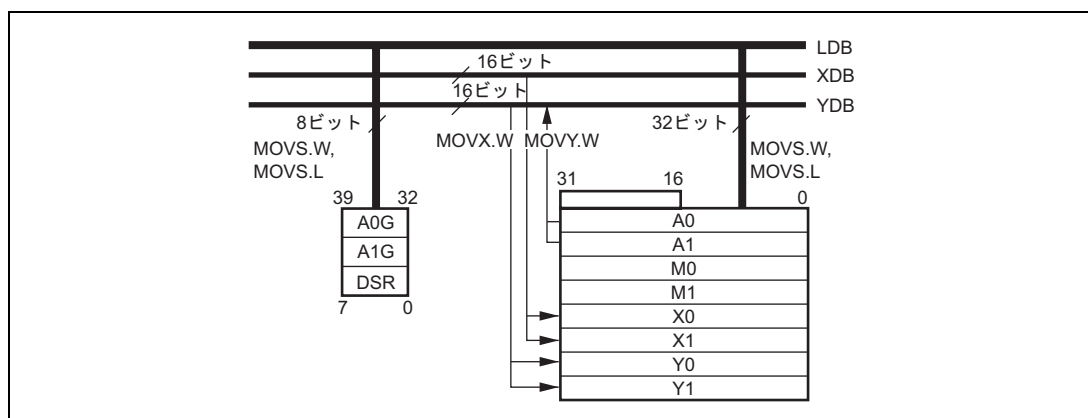 LDB
16ビット
XDB
16ビット
YDB
8ビット
MOVX.W MOVY.W
32ビット
MOVS.W,
MOVS.L
MOVS.W,
MOVS.L
39 32
A0G
A1G
DSR
7 0
31 16 0
A0
A1
M0
M1
X0
X1
Y0
Y1